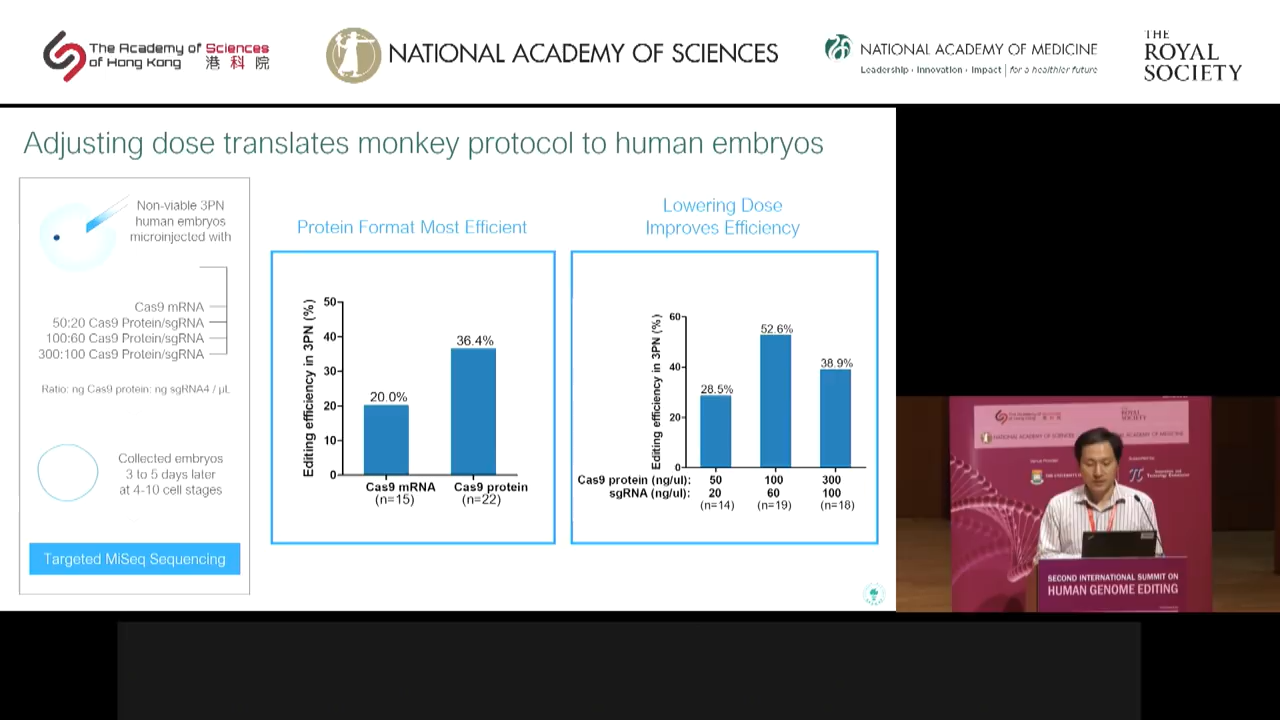 The Academy of Sciences
of Hong Kong 港科院
NATIONAL ACADEMY OF SCIENCES
NATIONAL ACADEMY OF MEDICINE
Leadership · Innovation · Impact | for a healthier future
THE
ROYAL
SOCIETY
Adjusting dose translates monkey protocol to human embryos
Non-viable 3PN
human embryos
microinjected with
Cas9 mRNA
50:20 Cas9 Protein/sgRNA
100:60 Cas9 Protein/sgRNA
300:100 Cas9 Protein/sgRNA
Ratio: ng Cas9 protein: ng sgRNA4 / μL
Collected embryos
3 to 5 days later
at 4-10 cell stages
Targeted MiSeq Sequencing
Protein Format Most Efficient
Editing efficiency in 3PN (%)
50
40
30
20
10
0
20.0%
36.4%
Cas9 mRNA
(n=15)
Cas9 protein
(n=22)
Lowering Dose
Improves Efficiency
Editing efficiency in 3PN (%)
60
40
20
0
28.5%
52.6%
38.9%
Cas9 protein (ng/ul): 50 100 300
sgRNA (ng/ul): 20 60 100
(n=14) (n=19) (n=18)
NATIONAL ACADEMY OF SCIENCES
ROYAL
SOCIETY
SECOND INTERNATIONAL SUMMIT ON
HUMAN GENOME EDITING